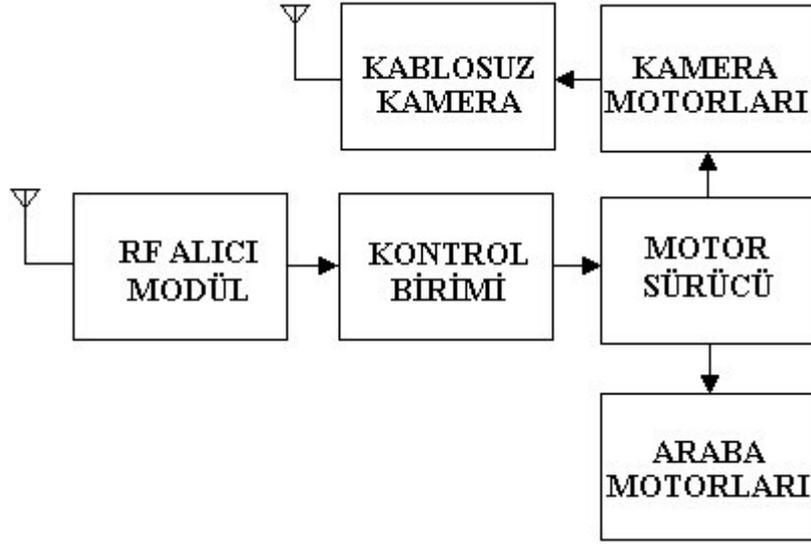 KABLOSUZ
KAMERA
KAMERA
MOTORLARI
RF ALICI
MODÜL
KONTROL
BİRİMİ
MOTOR
SÜRÜCÜ
ARABA
MOTORLARI